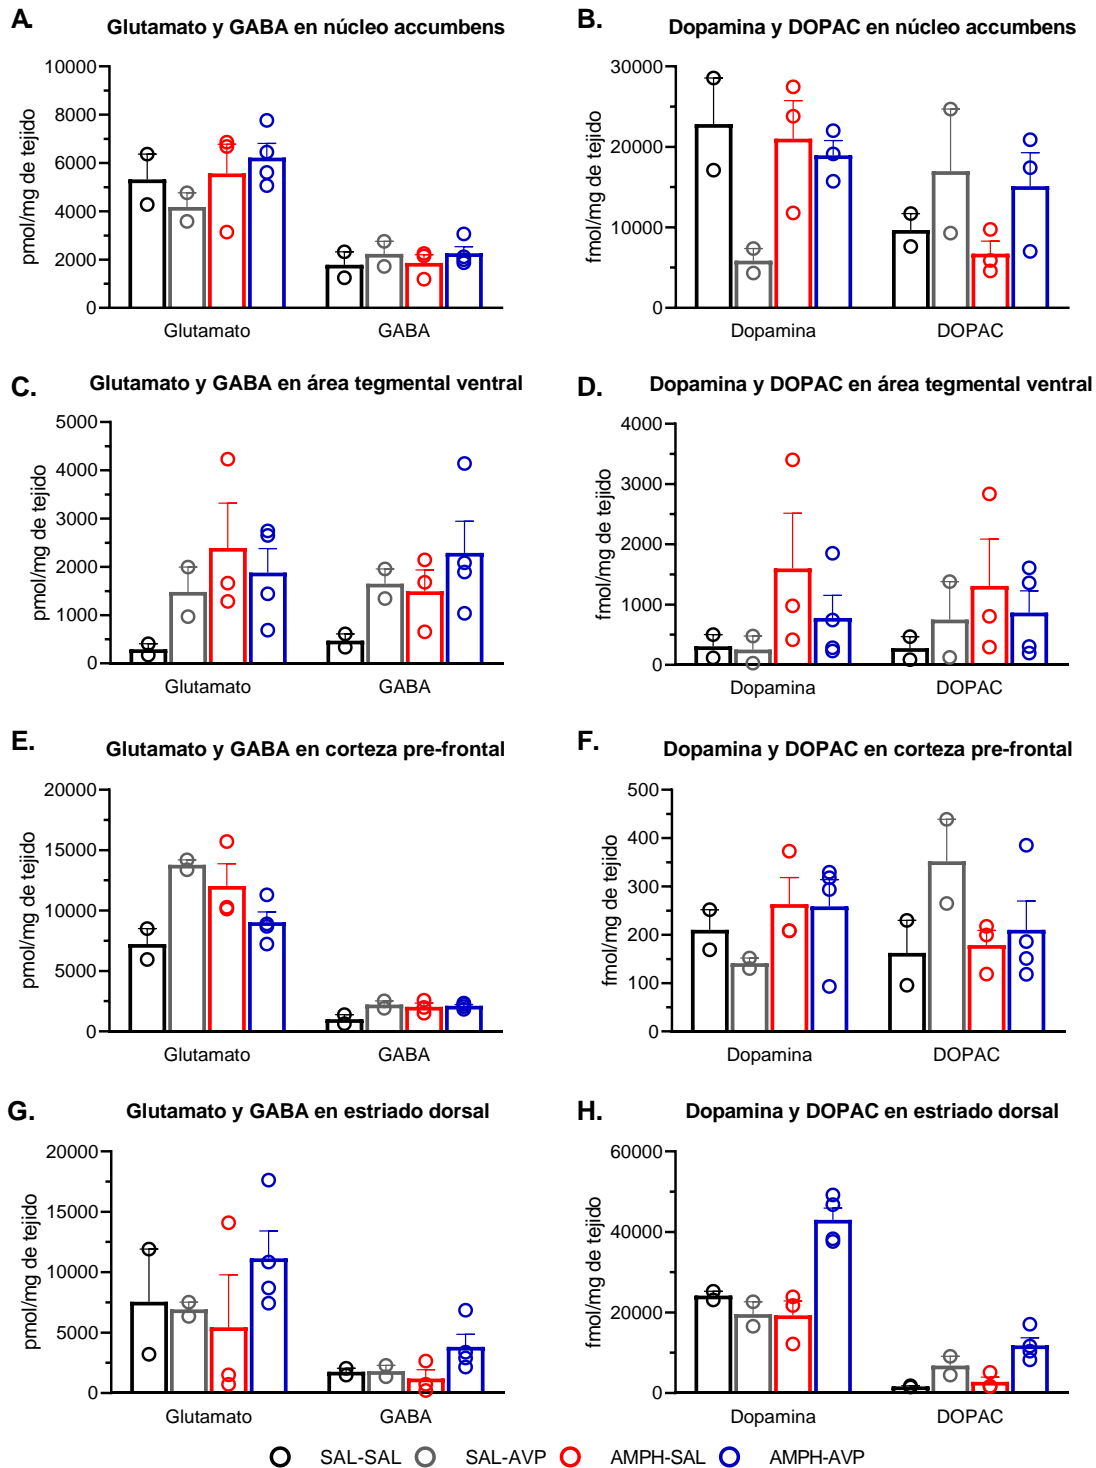 A.
Glutamato y GABA en núcleo accumbens
pmol/mg de tejido
10000
8000
6000
4000
2000
0
Glutamato GABA
B.
Dopamina y DOPAC en núcleo accumbens
fmol/mg de tejido
30000
20000
10000
0
Dopamina DOPAC
C.
Glutamato y GABA en área tegmental ventral
pmol/mg de tejido
5000
4000
3000
2000
1000
0
Glutamato GABA
D.
Dopamina y DOPAC en área tegmental ventral
fmol/mg de tejido
4000
3000
2000
1000
0
Dopamina DOPAC
E.
Glutamato y GABA en corteza pre-frontal
pmol/mg de tejido
20000
15000
10000
5000
0
Glutamato GABA
F.
Dopamina y DOPAC en corteza pre-frontal
fmol/mg de tejido
500
400
300
200
100
0
Dopamina DOPAC
G.
Glutamato y GABA en estriado dorsal
pmol/mg de tejido
20000
15000
10000
5000
0
Glutamato GABA
H.
Dopamina y DOPAC en estriado dorsal
fmol/mg de tejido
60000
40000
20000
0
Dopamina DOPAC
SAL-SAL SAL-AVP AMPH-SAL AMPH-AVP